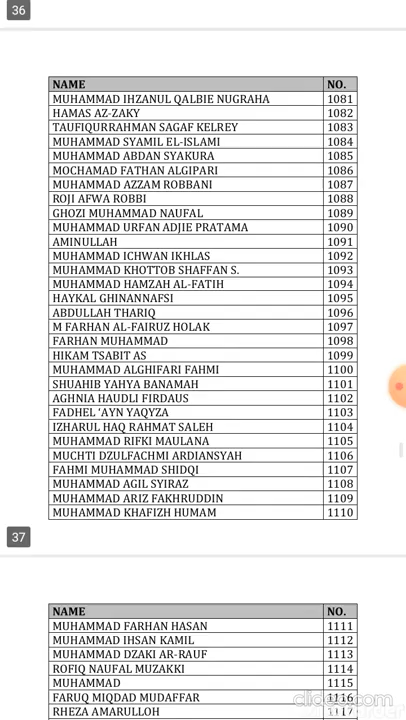 36
NAME NO.
MUHAMMAD IHZANUL QALBIE NUGRAHA 1081
HAMAS AZ-ZAKY 1082
TAUFIQURRAHMAN SAGAF KELREY 1083
MUHAMMAD SYAMIL EL-ISLAMI 1084
MUHAMMAD ABDAN SYAKURA 1085
MOCHAMAD FATHAN ALGIPARI 1086
MUHAMMAD AZZAM ROBBANI 1087
ROJI AFWA ROBBI 1088
GHOZI MUHAMMAD NAUFAL 1089
MUHAMMAD URFAN ADJIE PRATAMA 1090
AMINULLAH 1091
MUHAMMAD ICHWAN IKHLAS 1092
MUHAMMAD KHOTTOB SHAFFAN S. 1093
MUHAMMAD HAMZAH AL-FATIH 1094
HAYKAL GHINANNAFSI 1095
ABDULLAH THARIQ 1096
M FARHAN AL-FAIRUZ HOLAK 1097
FARHAN MUHAMMAD 1098
HIKAM TSABIT AS 1099
MUHAMMAD ALGHIFARI FAHMI 1100
SHUAHIB YAHYA BANAMAH 1101
AGHNIA HAUDLI FIRDAUS 1102
FADHEL ‘AYN YAQYZA 1103
IZHARUL HAQ RAHMAT SALEH 1104
MUHAMMAD RIFKI MAULANA 1105
MUCHTI DZULFACHMI ARDIANSYAH 1106
FAHMI MUHAMMAD SHIDQI 1107
MUHAMMAD AGIL SYIRAZ 1108
MUHAMMAD ARIZ FAKHRUDDIN 1109
MUHAMMAD KHAFIZH HUMAM 1110
37
NAME NO.
MUHAMMAD FARHAN HASAN 1111
MUHAMMAD IHSAN KAMIL 1112
MUHAMMAD DZAKI AR-RAUF 1113
ROFIQ NAUFAL MUZAKKI 1114
MUHAMMAD 1115
FARUQ MIQDAD MUDAFFAR 1116
RHEZA AMARULLOH 1117